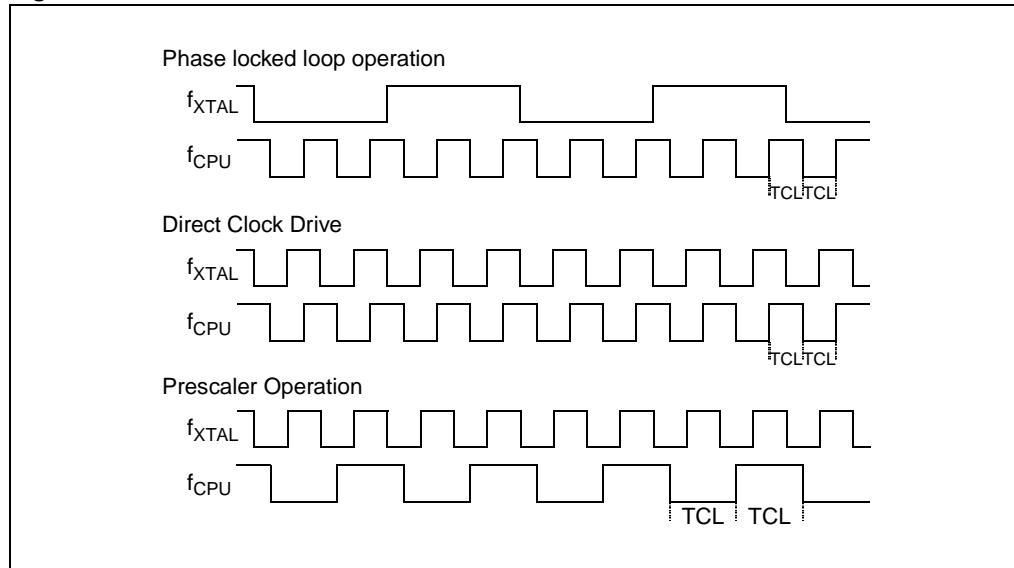 Phase locked loop operation
fXTAL
fCPU
TCL TCL
Direct Clock Drive
fXTAL
fCPU
TCL TCL
Prescaler Operation
fXTAL
fCPU
TCL TCL